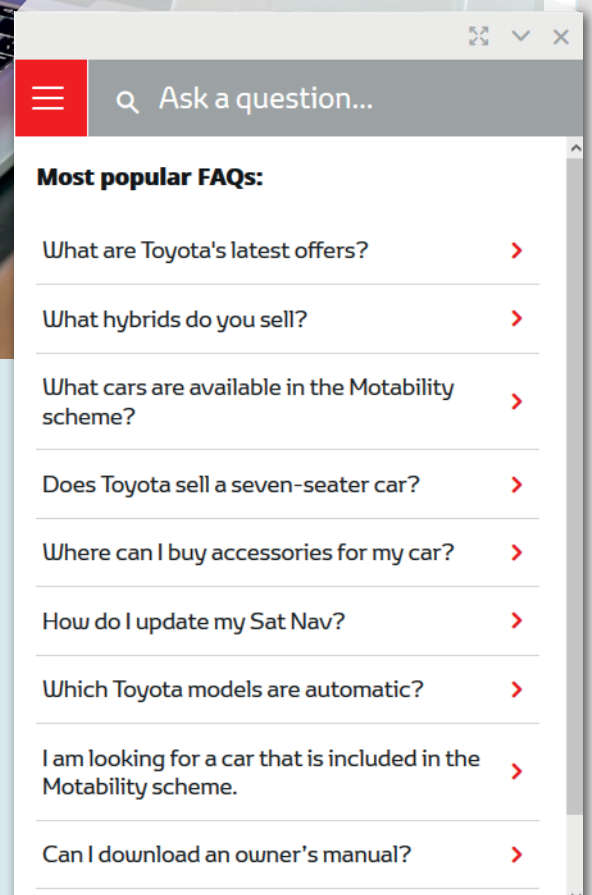 Ask a question...
Most popular FAQs:
What are Toyota's latest offers?
What hybrids do you sell?
What cars are available in the Motability
scheme?
Does Toyota sell a seven-seater car?
Where can I buy accessories for my car?
How do I update my Sat Nav?
Which Toyota models are automatic?
I am looking for a car that is included in the
Motability scheme.
Can I download an owner’s manual?